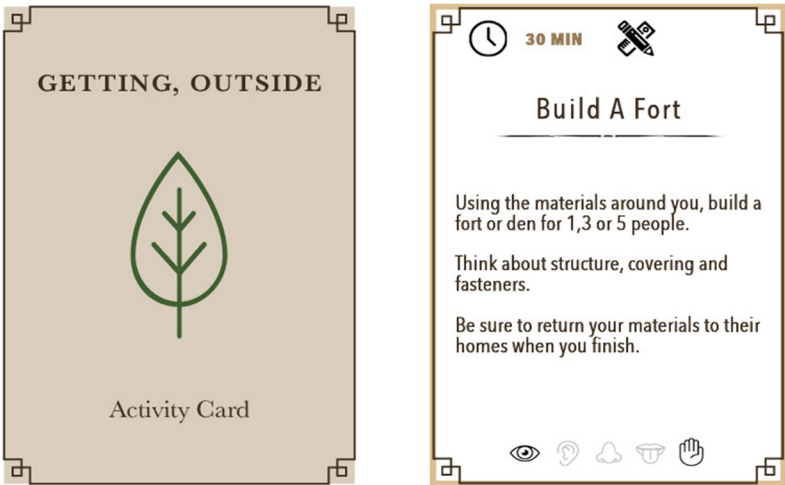 GETTING, OUTSIDE
Activity Card
30 MIN
Build A Fort
Using the materials around you, build a
fort or den for 1,3 or 5 people.
Think about structure, covering and
fasteners.
Be sure to return your materials to their
homes when you finish.